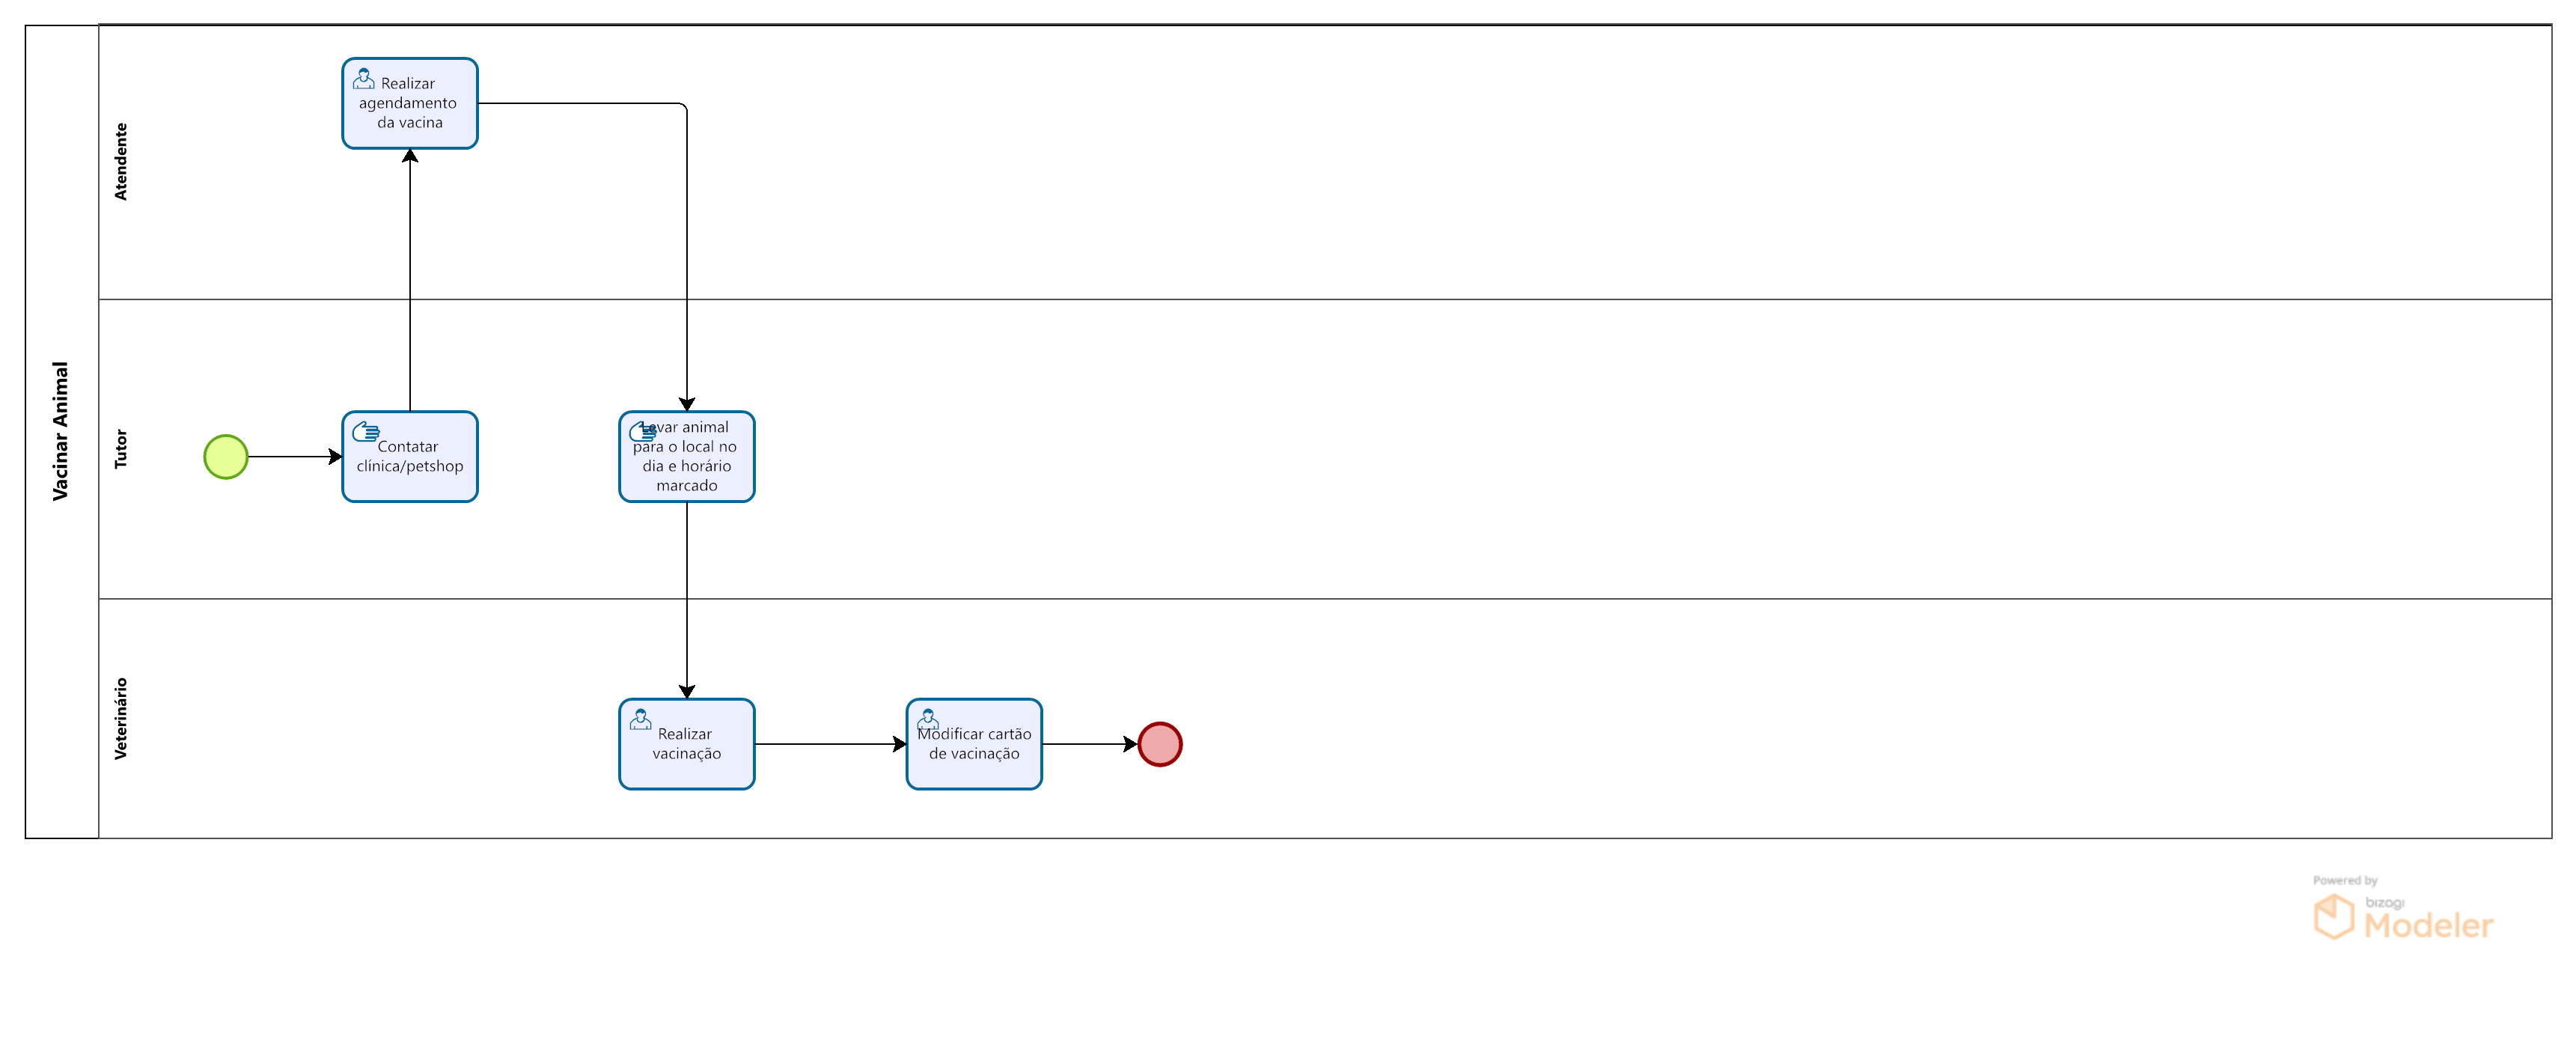 Vacinar Animal
Atendente
Realizar
agendamento
da vacina
Tutor
Contatar
clínica/petshop
Levar animal
para o local no
dia e horário
marcado
Veterinário
Realizar
vacinação
Modificar cartão
de vacinação
Powered by
bizagi
Modeler